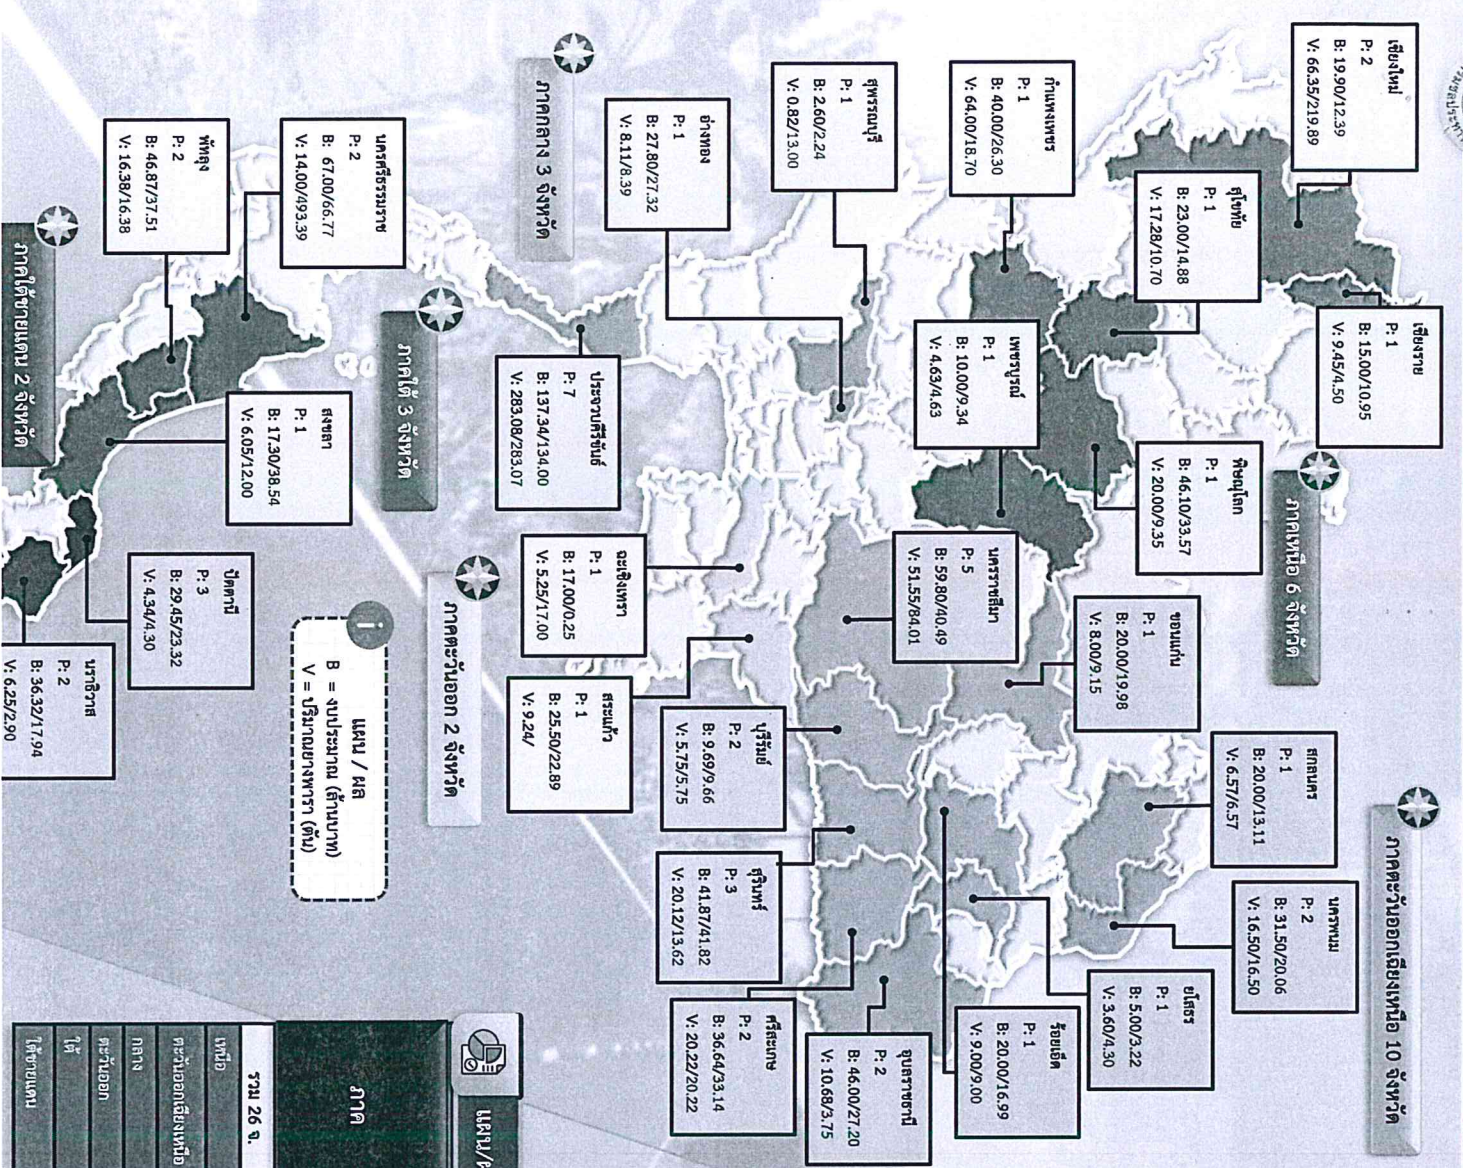 เชียงใหม่
P: 2
B: 19.90/12.39
V: 66.35/219.89
เชียงราย
P: 1
B: 15.00/10.95
V: 9.45/4.50
ภาคเหนือ 6 จังหวัด
สุโขทัย
P: 1
B: 23.00/14.88
V: 17.28/10.70
พิษณุโลก
P: 1
B: 46.10/33.57
V: 20.00/9.35
กำแพงเพชร
P: 1
B: 40.00/26.30
V: 64.00/18.70
เพชรบูรณ์
P: 1
B: 10.00/9.34
V: 4.63/4.63
ภาคตะวันออกเฉียงเหนือ 10 จังหวัด
ขอนแก่น
P: 1
B: 20.00/19.98
V: 8.00/9.15
สกลนคร
P: 1
B: 20.00/13.11
V: 6.57/6.57
นครพนม
P: 2
B: 31.50/20.06
V: 16.50/16.50
ยโสธร
P: 1
B: 5.00/3.22
V: 3.60/4.30
ร้อยเอ็ด
P: 1
B: 20.00/16.99
V: 9.00/9.00
อุบลราชธานี
P: 2
B: 46.00/27.20
V: 10.68/3.75
ศรีสะเกษ
P: 2
B: 36.64/33.14
V: 20.22/20.22
สุรินทร์
P: 3
B: 41.87/41.82
V: 20.12/13.62
บุรีรัมย์
P: 2
B: 9.69/9.66
V: 5.75/5.75
นครราชสีมา
P: 5
B: 59.80/40.49
V: 51.55/84.01
สุพรรณบุรี
P: 1
B: 2.60/2.24
V: 0.82/13.00
อ่างทอง
P: 1
B: 27.80/27.32
V: 8.11/8.39
ภาคกลาง 3 จังหวัด
ประจวบคีรีขันธ์
P: 7
B: 137.34/134.00
V: 283.08/283.07
ฉะเชิงเทรา
P: 1
B: 17.00/0.25
V: 5.25/17.00
สระแก้ว
P: 1
B: 25.50/22.89
V: 9.24/
ภาคตะวันออก 2 จังหวัด
ภาคใต้ 3 จังหวัด
นครศรีธรรมราช
P: 2
B: 67.00/66.77
V: 14.00/493.39
พัทลุง
P: 2
B: 46.87/37.51
V: 16.38/16.38
สงขลา
P: 1
B: 17.30/38.54
V: 6.05/12.00
ภาคใต้ชายแดน 2 จังหวัด
ปัตตานี
P: 3
B: 29.45/23.32
V: 4.34/4.30
นราธิวาส
P: 2
B: 36.32/17.94
V: 6.25/2.90
i
แผน / ผล
B = งบประมาณ (ล้านบาท)
V = ปริมาณยางพารา (ตัน)
แผน/
ภาค
รวม 26 จ.
เหนือ
ตะวันออกเฉียงเหนือ
กลาง
ตะวันออก
ใต้
ใต้ชายแดน